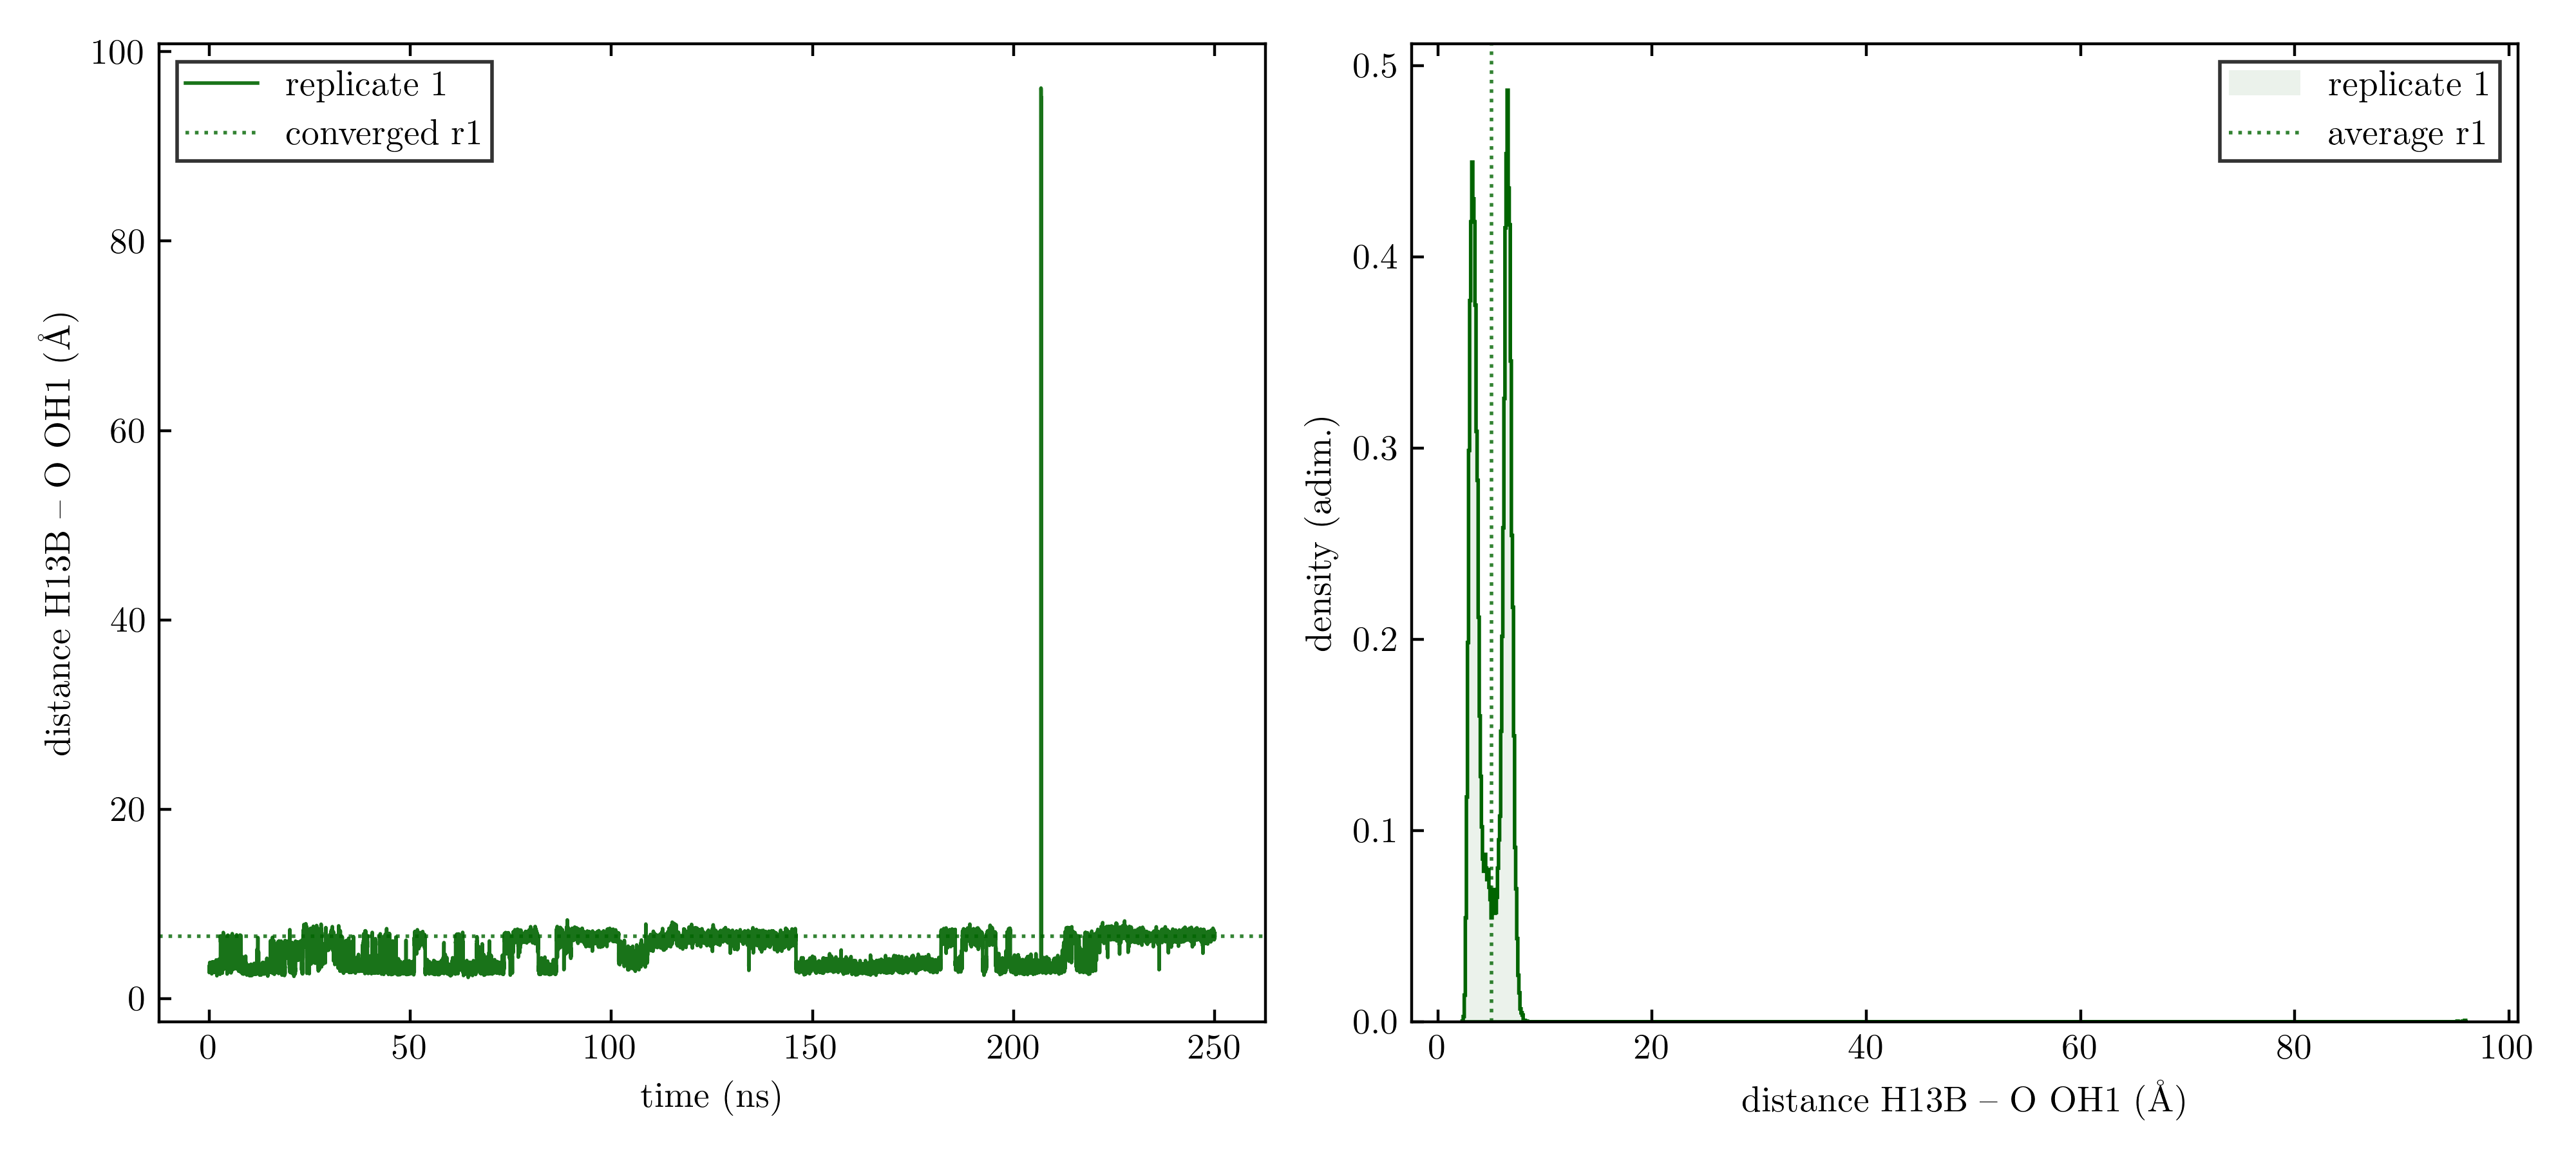 replicate 1
converged r1
100
80
60
40
20
0
0 50 100 150 200 250
time (ns)
distance H13B – O OH1 (Å)
replicate 1
average r1
0.5
0.4
0.3
0.2
0.1
0.0
0 20 40 60 80 100
distance H13B – O OH1 (Å)
density (adim.)